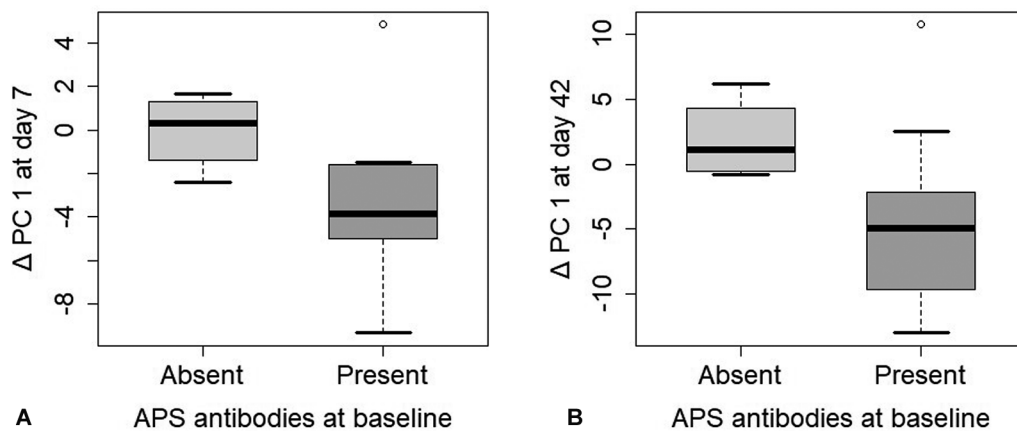 Δ PC 1 at day 7
4
2
0
-4
-8
Absent
Present
A
APS antibodies at baseline
Δ PC 1 at day 42
10
5
0
-5
-10
Absent
Present
B
APS antibodies at baseline